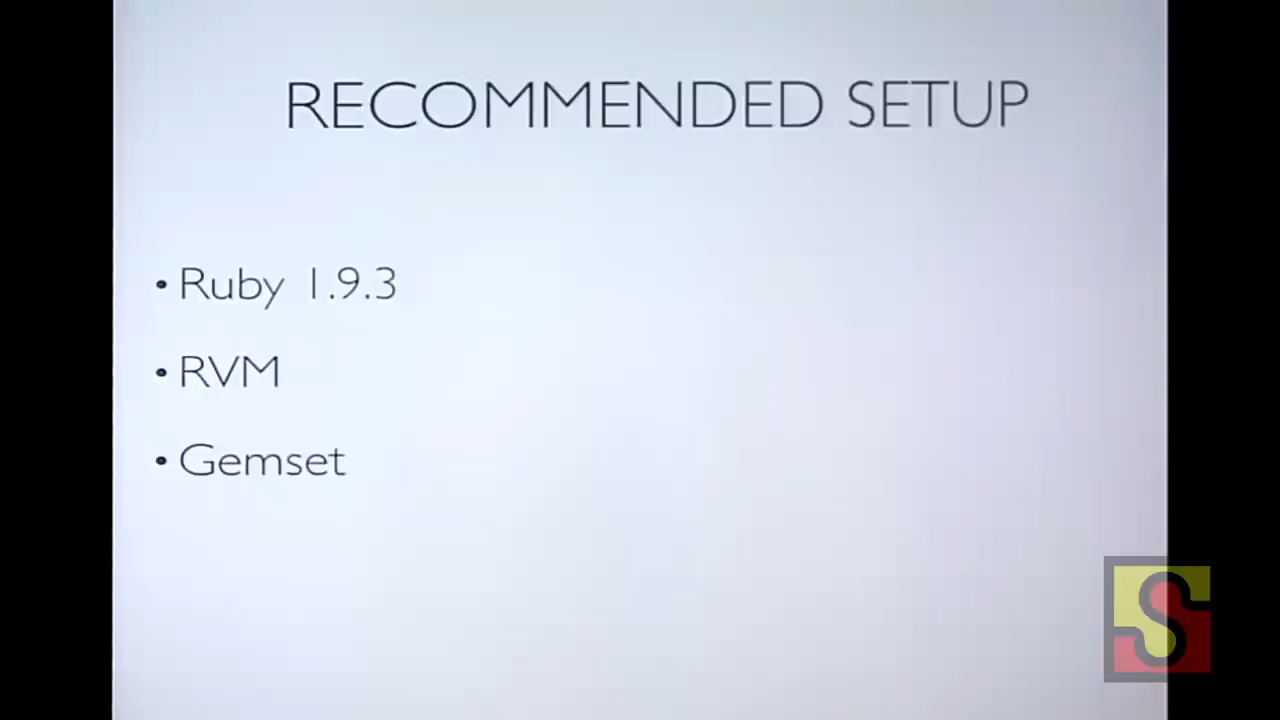 RECOMMENDED SETUP
• Ruby 1.9.3
• RVM
• Gemset